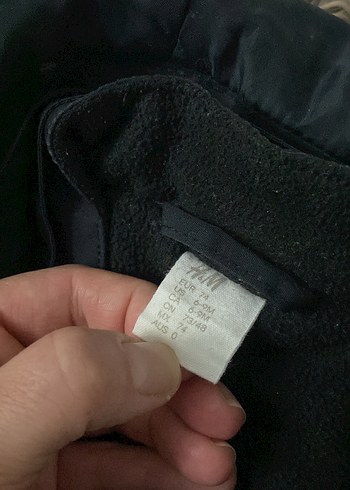 H&M
EUR 74
US 6-9M
CA 6-9M
CN 73/48
MX 74
AUS 0